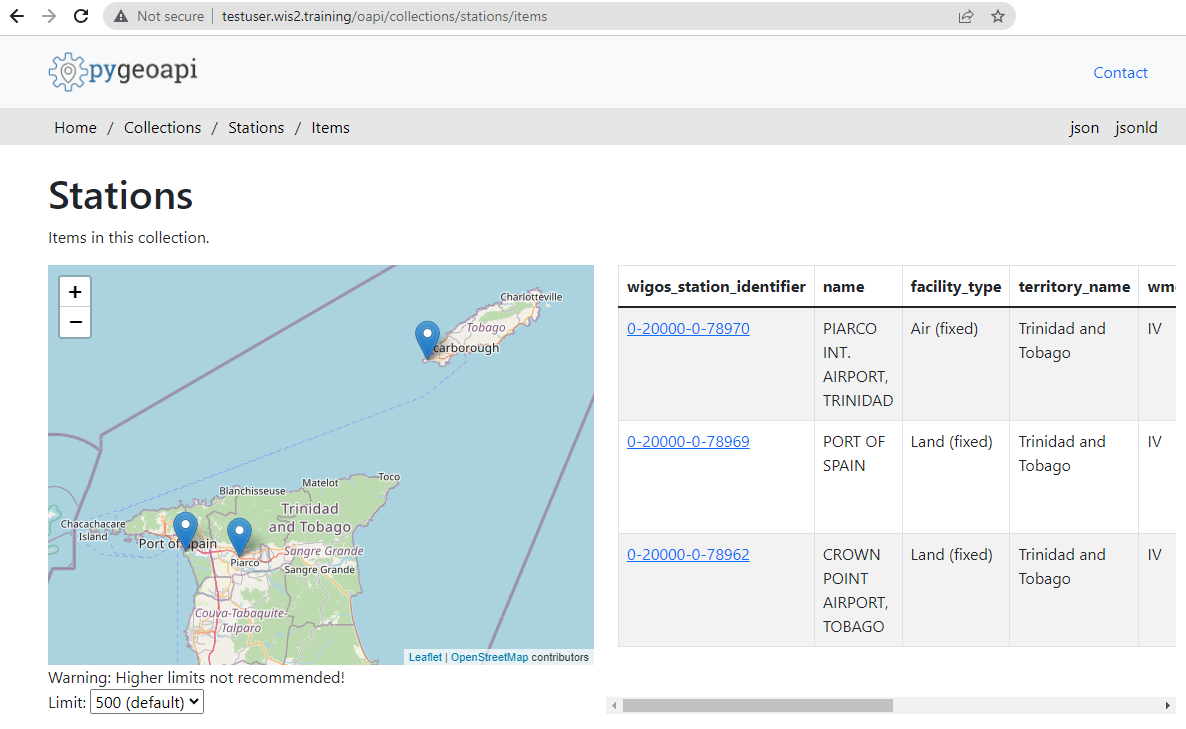 Not secure | testuser.wis2.training/oapi/collections/stations/items
pygeoapi
Contact
Home / Collections / Stations / Items
json jsonld
Stations
Items in this collection.
+
−
Charlotteville
Tobago
carborough
Toco
Matelot
Blanchisseuse
Trinidad
and Tobago
Chacachacare
Island
Port of Spain
Piarco
Sangre Grande
Sangre Grande
Couva-Tabaquite-
Talparo
Leaflet | OpenStreetMap contributors
Warning: Higher limits not recommended!
Limit: 500 (default)
wigos_station_identifier name facility_type territory_name wm
0-20000-0-78970 PIARCO Air (fixed) Trinidad and IV
INT. Tobago
AIRPORT,
TRINIDAD
0-20000-0-78969 PORT OF Land (fixed) Trinidad and IV
SPAIN Tobago
0-20000-0-78962 CROWN Land (fixed) Trinidad and IV
POINT Tobago
AIRPORT,
TOBAGO